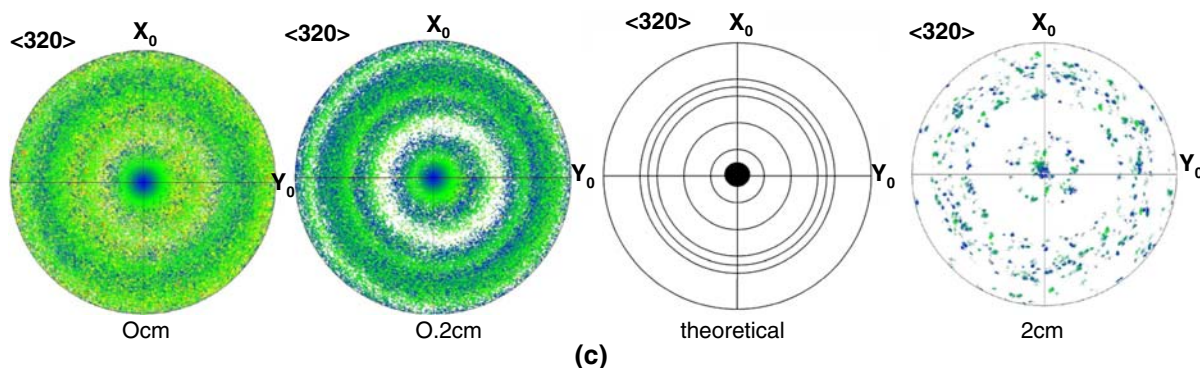 <320>
X0
Y0
Ocm
<320>
X0
Y0
O.2cm
<320>
X0
Y0
theoretical
<320>
X0
Y0
2cm
(c)